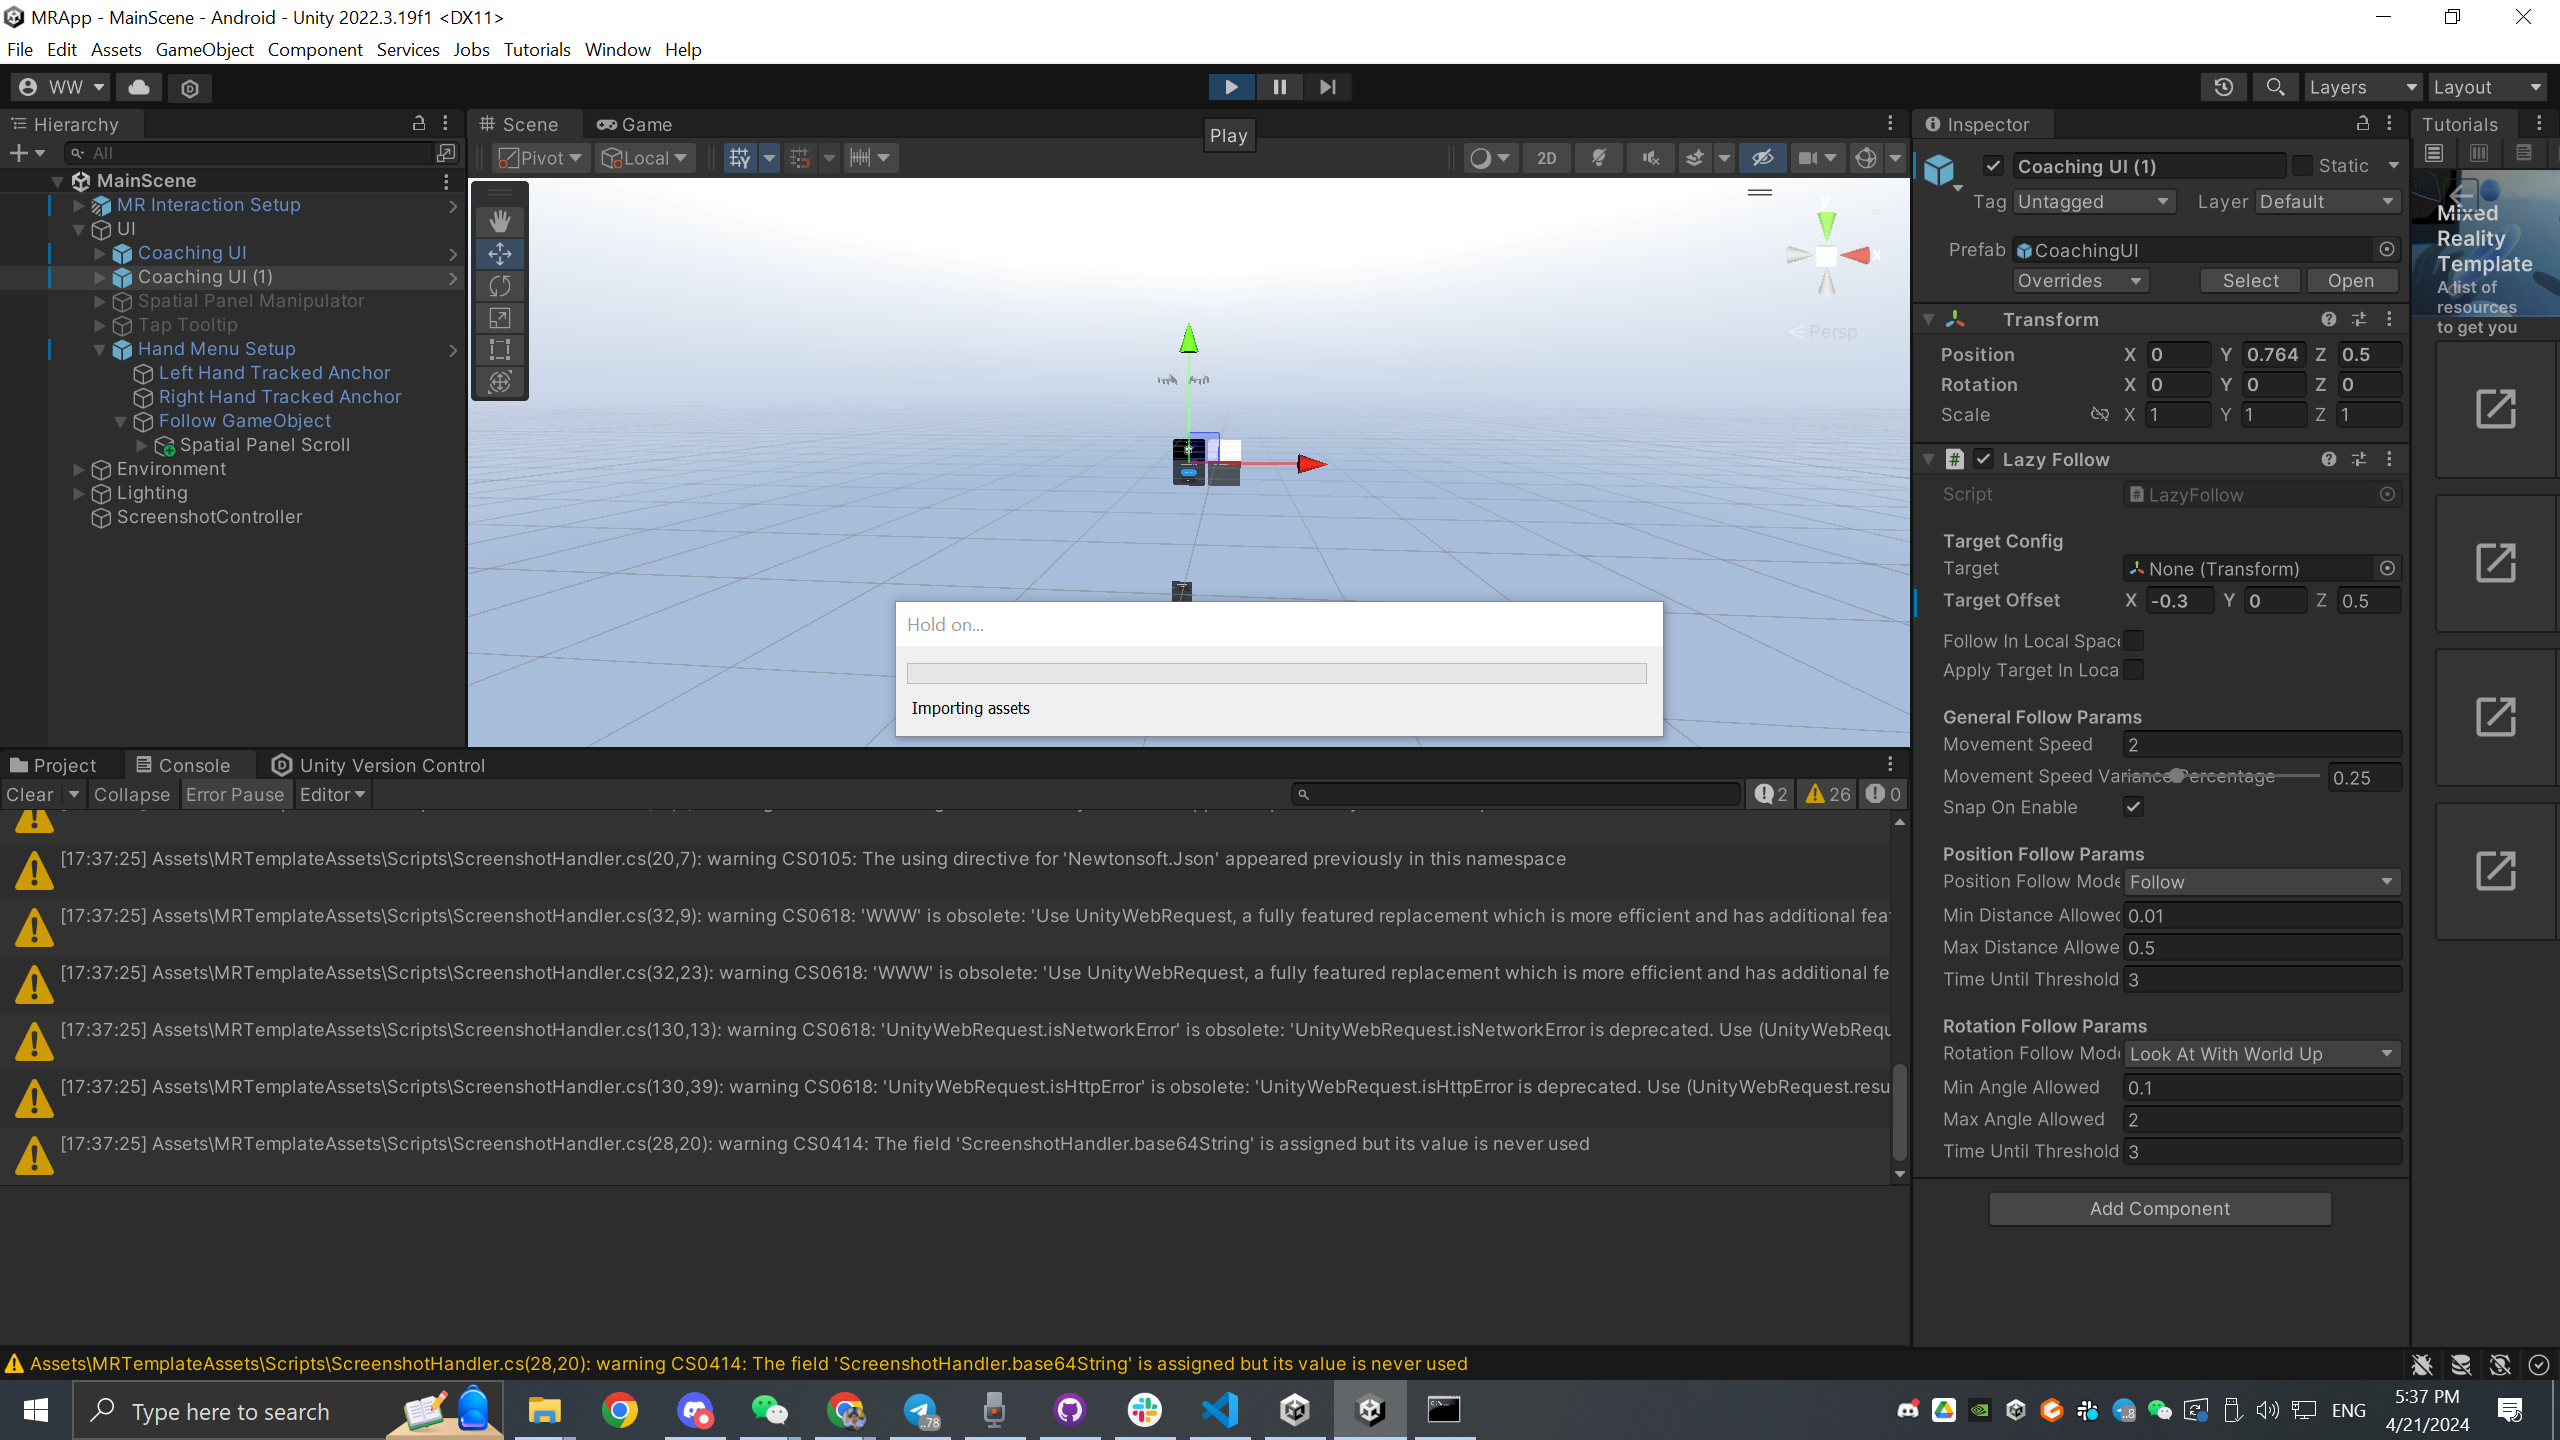 MRApp - MainScene - Android - Unity 2022.3.19f1 <DX11>
File Edit Assets GameObject Component Services Jobs Tutorials Window Help
WW
Layers
Layout
Hierarchy
All
MainScene
MR Interaction Setup
UI
Coaching UI
Coaching UI (1)
Spatial Panel Manipulator
Tap Tooltip
Hand Menu Setup
Left Hand Tracked Anchor
Right Hand Tracked Anchor
Follow GameObject
Spatial Panel Scroll
Environment
Lighting
ScreenshotController
Scene
Game
Play
Pivot
Local
2D
y
x
Persp
Hold on...
Importing assets
Inspector
Coaching UI (1)
Static
Tag Untagged
Layer Default
Prefab CoachingUI
Overrides
Select
Open
Transform
Position X 0 Y 0.764 Z 0.5
Rotation X 0 Y 0 Z 0
Scale X 1 Y 1 Z 1
Lazy Follow
Script LazyFollow
Target Config
Target None (Transform)
Target Offset X -0.3 Y 0 Z 0.5
Follow In Local Space
Apply Target In Loca
General Follow Params
Movement Speed 2
Movement Speed Variance Percentage 0.25
Snap On Enable
Position Follow Params
Position Follow Mode Follow
Min Distance Allowed 0.01
Max Distance Allowe 0.5
Time Until Threshold 3
Rotation Follow Params
Rotation Follow Mode Look At With World Up
Min Angle Allowed 0.1
Max Angle Allowed 2
Time Until Threshold 3
Add Component
Tutorials
Mixed
Reality
Template
A list of
resources
to get you
Project
Console
Unity Version Control
Clear
Collapse
Error Pause
Editor
2
26
0
[17:37:25] Assets\MRTemplateAssets\Scripts\ScreenshotHandler.cs(20,7): warning CS0105: The using directive for 'Newtonsoft.Json' appeared previously in this namespace
[17:37:25] Assets\MRTemplateAssets\Scripts\ScreenshotHandler.cs(32,9): warning CS0618: 'WWW' is obsolete: 'Use UnityWebRequest, a fully featured replacement which is more efficient and has additional fea
[17:37:25] Assets\MRTemplateAssets\Scripts\ScreenshotHandler.cs(32,23): warning CS0618: 'WWW' is obsolete: 'Use UnityWebRequest, a fully featured replacement which is more efficient and has additional fe
[17:37:25] Assets\MRTemplateAssets\Scripts\ScreenshotHandler.cs(130,13): warning CS0618: 'UnityWebRequest.isNetworkError' is obsolete: 'UnityWebRequest.isNetworkError is deprecated. Use (UnityWebRequ
[17:37:25] Assets\MRTemplateAssets\Scripts\ScreenshotHandler.cs(130,39): warning CS0618: 'UnityWebRequest.isHttpError' is obsolete: 'UnityWebRequest.isHttpError is deprecated. Use (UnityWebRequest.resu
[17:37:25] Assets\MRTemplateAssets\Scripts\ScreenshotHandler.cs(28,20): warning CS0414: The field 'ScreenshotHandler.base64String' is assigned but its value is never used
Assets\MRTemplateAssets\Scripts\ScreenshotHandler.cs(28,20): warning CS0414: The field 'ScreenshotHandler.base64String' is assigned but its value is never used
Type here to search
..78
ENG
5:37 PM
4/21/2024